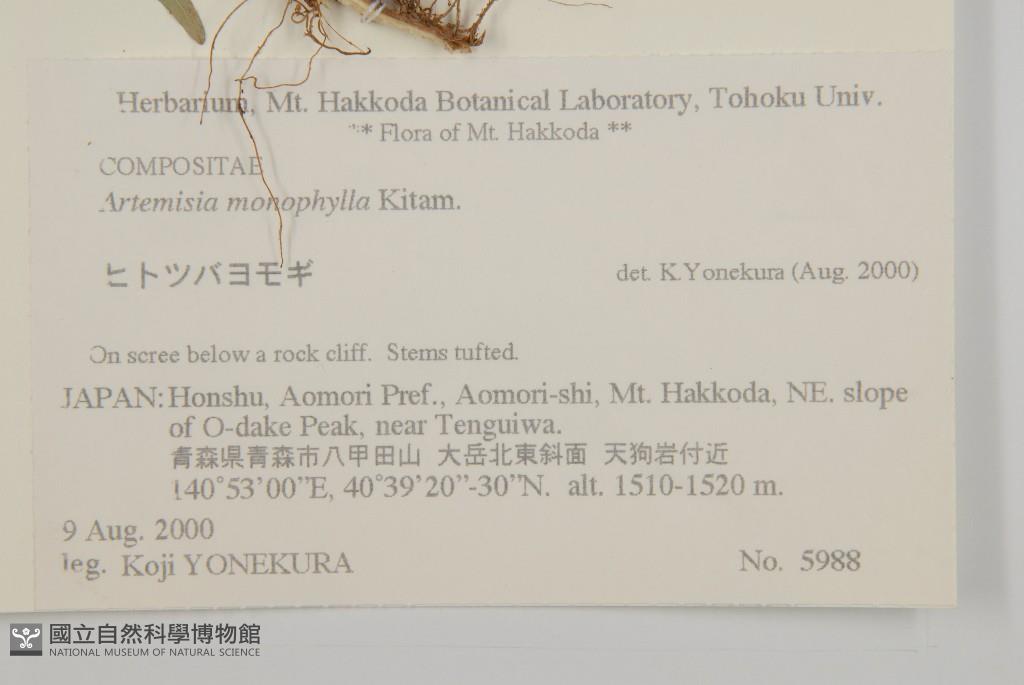 Herbarium, Mt. Hakkoda Botanical Laboratory, Tohoku Univ.
** Flora of Mt. Hakkoda **
COMPOSITAE
Artemisia monophylla Kitam.
ヒトツバヨモギ det. K.Yonekura (Aug. 2000)
On scree below a rock cliff. Stems tufted.
JAPAN: Honshu, Aomori Pref., Aomori-shi, Mt. Hakkoda, NE. slope
of O-dake Peak, near Tenguiwa.
青森県青森市八甲田山 大岳北東斜面 天狗岩付近
140°53’00”E, 40°39’20”-30”N. alt. 1510-1520 m.
9 Aug. 2000
leg. Koji YONEKURA No. 5988
國立自然科學博物館
NATIONAL MUSEUM OF NATURAL SCIENCE